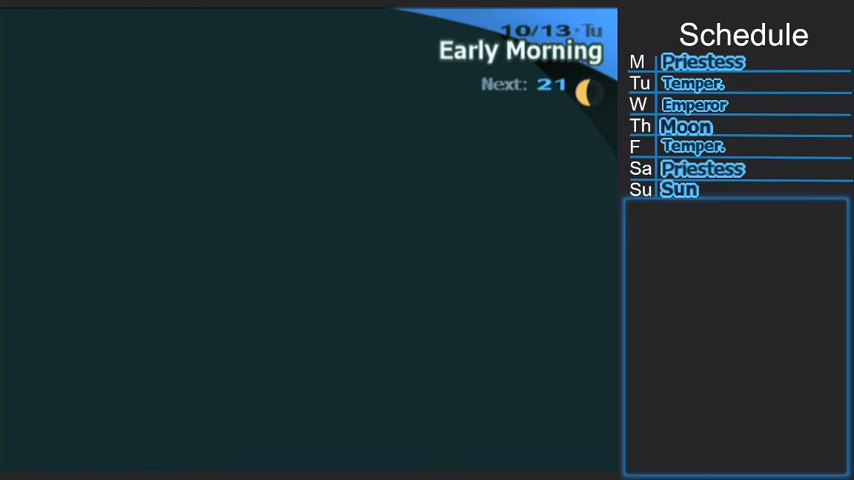 10/13 · Tu
Early Morning
Next: 21
Schedule
M Priestess
Tu Temper.
W Emperor
Th Moon
F Temper.
Sa Priestess
Su Sun